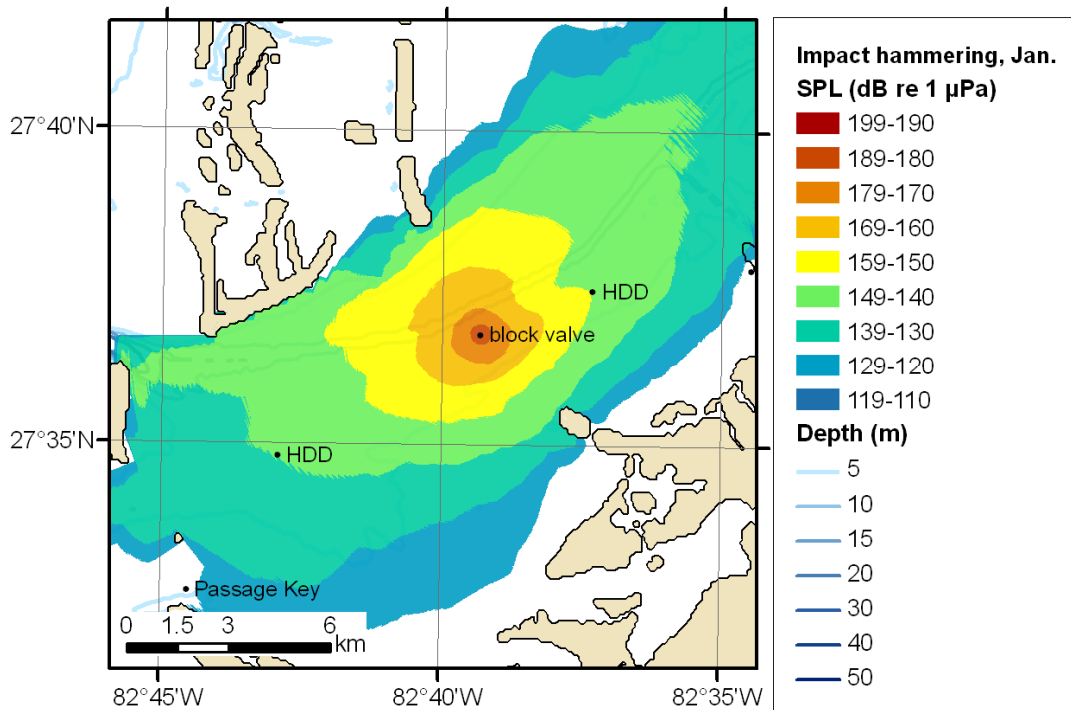 27°40'N
27°35'N
HDD
block valve
HDD
Passage Key
0 1.5 3 6
km
82°45'W 82°40'W 82°35'W
Impact hammering, Jan.
SPL (dB re 1 µPa)
199-190
189-180
179-170
169-160
159-150
149-140
139-130
129-120
119-110
Depth (m)
5
10
15
20
30
40
50